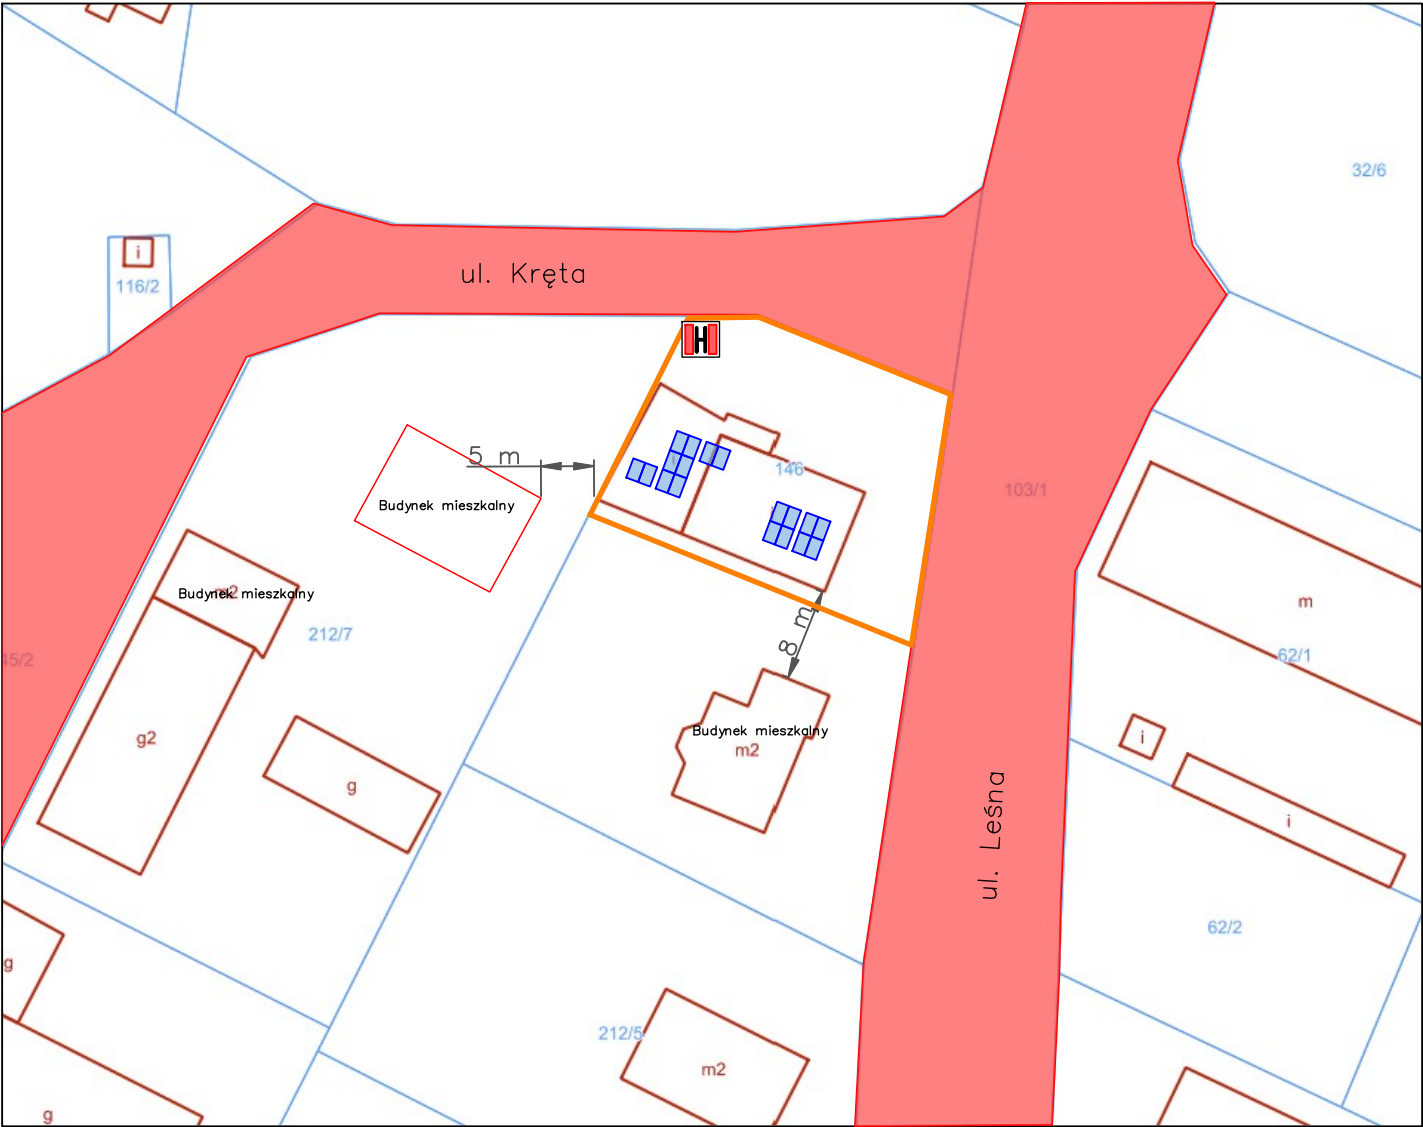 32/6
i
116/2
ul. Kręta
H
5 m
146
103/1
Budynek mieszkalny
m2
Budynek mieszkalny
212/7
m
62/1
45/2
8 m
g2
Budynek mieszkalny
m2
i
g
i
ul. Leśna
62/2
g
212/5
m2
g